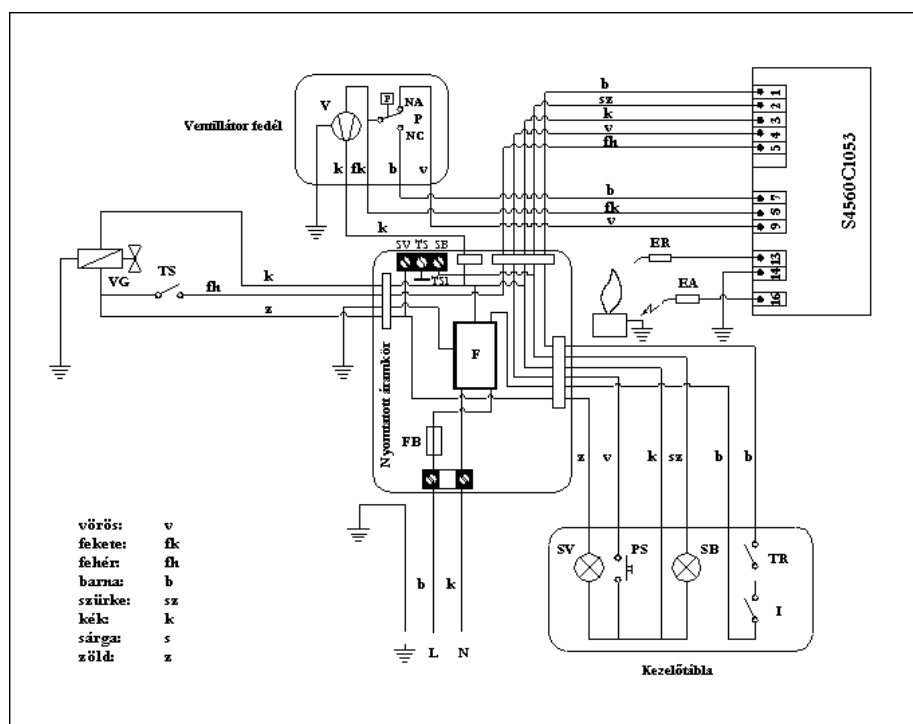 b
sz
k
v
fh
1
2
3
4
5
S4560C1053
Ventillátor fedél
V
P
NA
P
NC
k
fk
b
v
b
fk
v
7
8
9
k
ER
13
14
EA
16
SV TS SB
TS1
VG
TS
fh
k
z
F
FB
Nyomtatott áramkör
z
v
k
sz
b
b
vörös: v
fekete: fk
fehér: fh
barna: b
szürke: sz
kék: k
sárga: s
zöld: z
b
k
L
N
SV
PS
SB
TR
I
Kezelőtábla